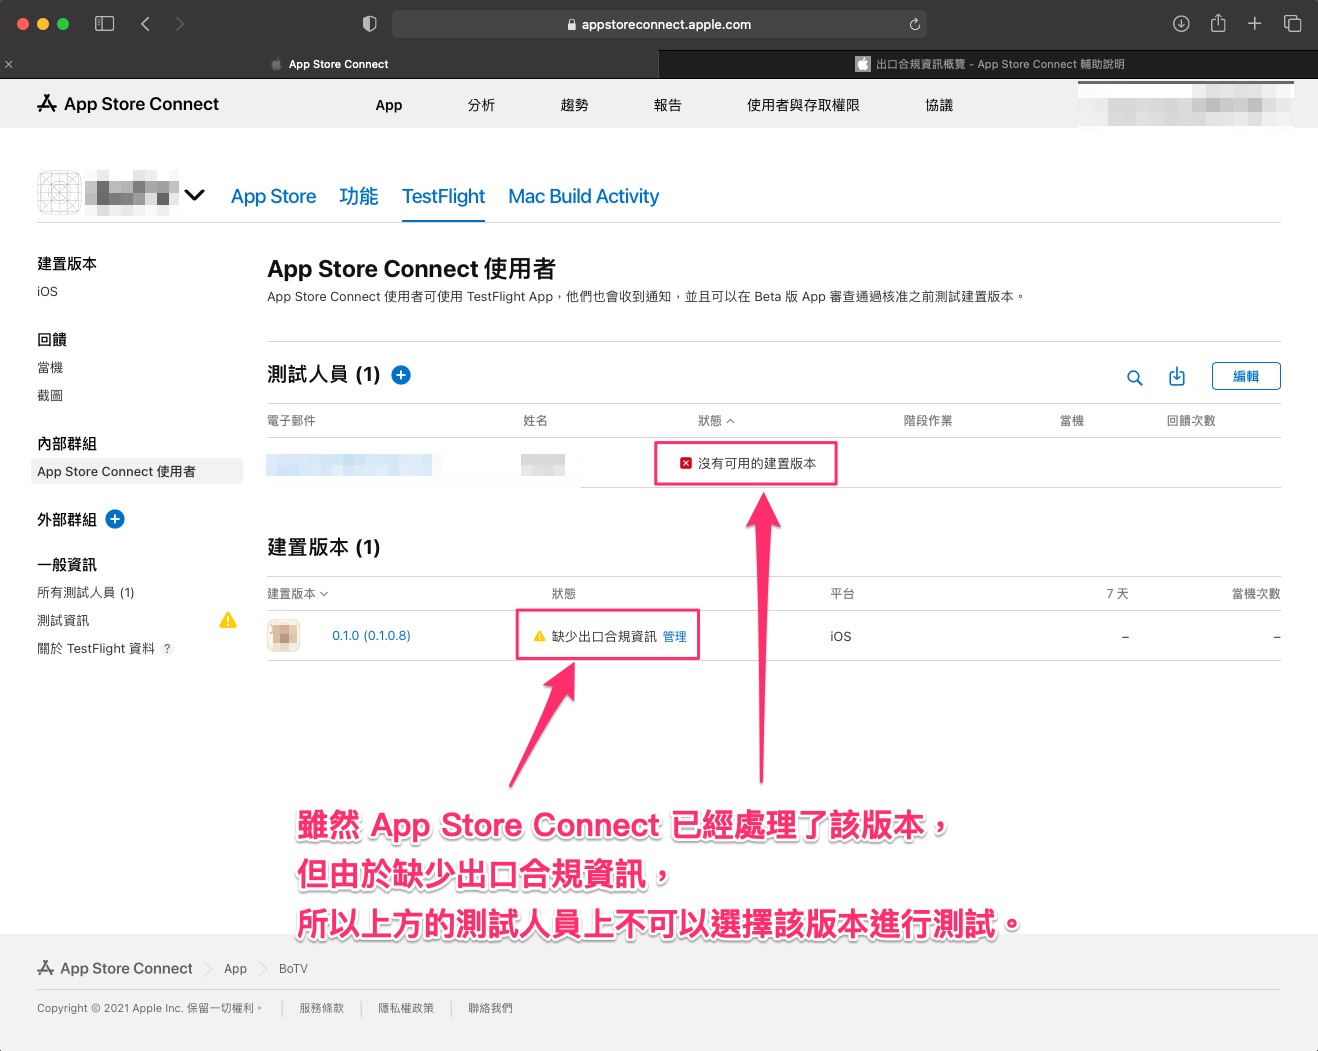 appstoreconnect.apple.com
App Store Connect
出口合規資訊概覽 - App Store Connect 輔助說明
App Store Connect
App
分析
趨勢
報告
使用者與存取權限
協議
App Store
功能
TestFlight
Mac Build Activity
建置版本
iOS
回饋
當機
截圖
內部群組
App Store Connect 使用者
外部群組
一般資訊
所有測試人員 (1)
測試資訊
關於 TestFlight 資料 ?
App Store Connect 使用者
App Store Connect 使用者可使用 TestFlight App，他們也會收到通知，並且可以在 Beta 版 App 審查通過核准之前測試建置版本。
測試人員 (1)
編輯
電子郵件
姓名
狀態
階段作業
當機
回饋次數
沒有可用的建置版本
建置版本 (1)
建置版本
狀態
平台
7 天
當機次數
0.1.0 (0.1.0.8)
缺少出口合規資訊 管理
iOS
–
–
雖然 App Store Connect 已經處理了該版本，
但由於缺少出口合規資訊，
所以上方的測試人員上不可以選擇該版本進行測試。
App Store Connect
App
BoTV
Copyright © 2021 Apple Inc. 保留一切權利。
服務條款
隱私權政策
聯絡我們